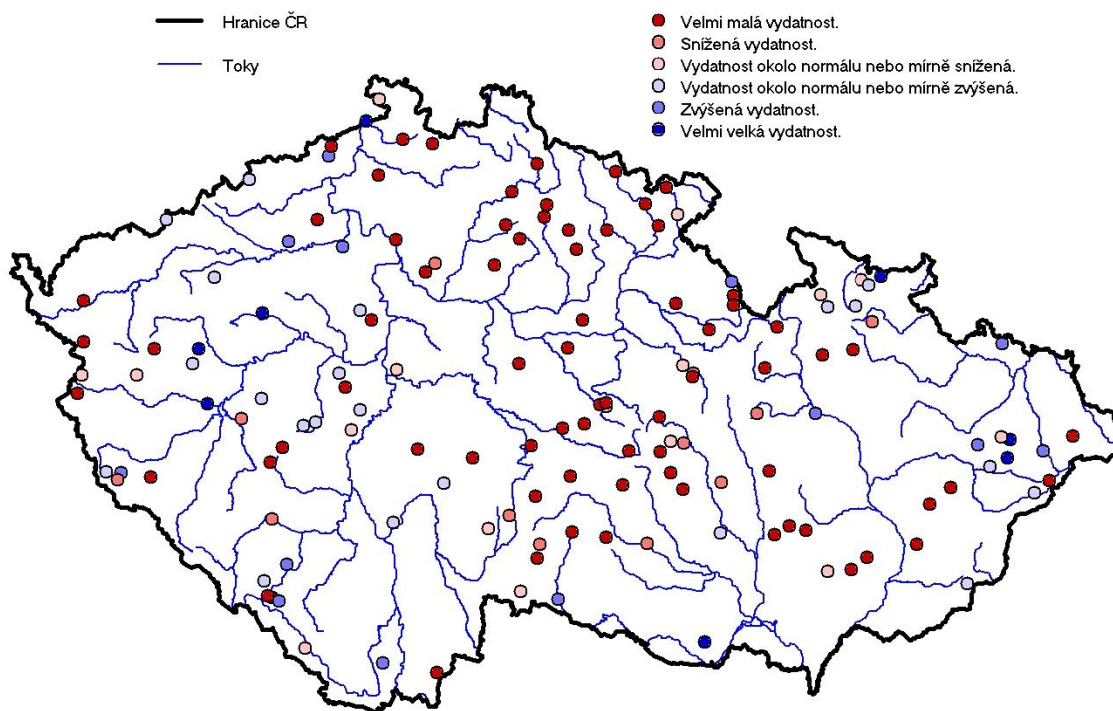 Hranice ČR
Toky
Velmi malá vydatnost.
Snížená vydatnost.
Vydatnost okolo normálu nebo mírně snížená.
Vydatnost okolo normálu nebo mírně zvýšená.
Zvýšená vydatnost.
Velmi velká vydatnost.